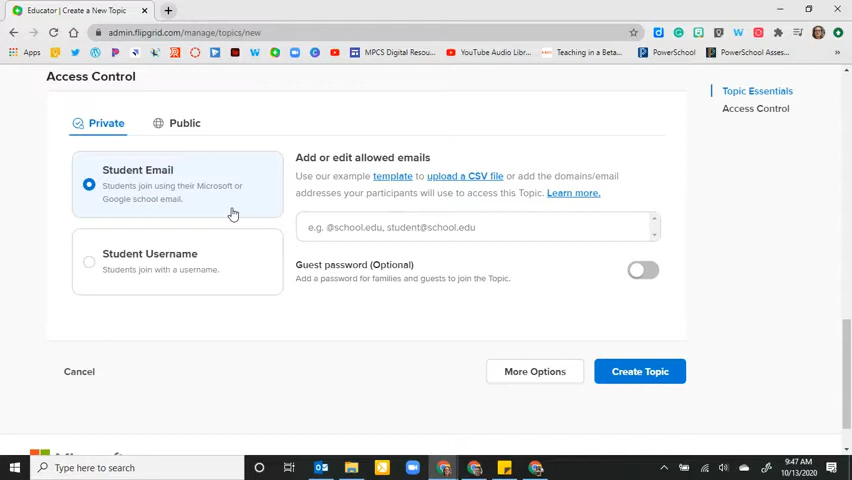 Educator | Create a New Topic
admin.flipgrid.com/manage/topics/new
Apps
MPCS Digital Resou...
YouTube Audio Libr...
Teaching in a Beta...
PowerSchool
PowerSchool Asses...
Access Control
Topic Essentials
Access Control
Private
Public
Student Email
Students join using their Microsoft or
Google school email.
Student Username
Students join with a username.
Add or edit allowed emails
Use our example template to upload a CSV file or add the domains/email
addresses your participants will use to access this Topic. Learn more.
e.g. @school.edu, student@school.edu
Guest password (Optional)
Add a password for families and guests to join the Topic.
Cancel
More Options
Create Topic
Type here to search
9:47 AM
10/13/2020